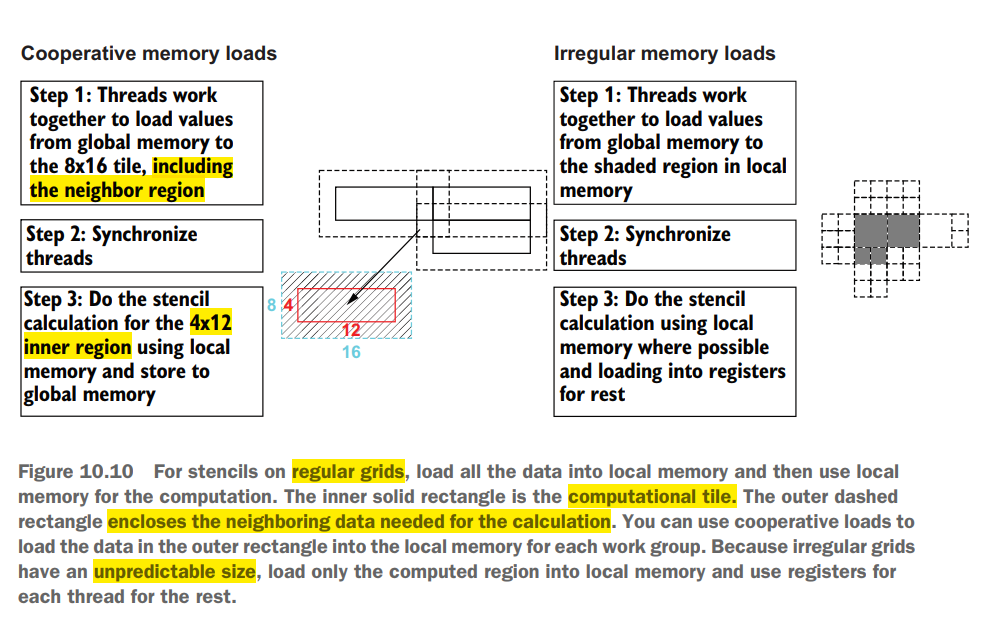 Cooperative memory loads
Step 1: Threads work
together to load values
from global memory to
the 8x16 tile, including
the neighbor region
Step 2: Synchronize
threads
Step 3: Do the stencil
calculation for the 4x12
inner region using local
memory and store to
global memory
8
4
12
16
Irregular memory loads
Step 1: Threads work
together to load values
from global memory to
the shaded region in local
memory
Step 2: Synchronize
threads
Step 3: Do the stencil
calculation using local
memory where possible
and loading into registers
for rest
Figure 10.10 For stencils on regular grids, load all the data into local memory and then use local
memory for the computation. The inner solid rectangle is the computational tile. The outer dashed
rectangle encloses the neighboring data needed for the calculation. You can use cooperative loads to
load the data in the outer rectangle into the local memory for each work group. Because irregular grids
have an unpredictable size, load only the computed region into local memory and use registers for
each thread for the rest.